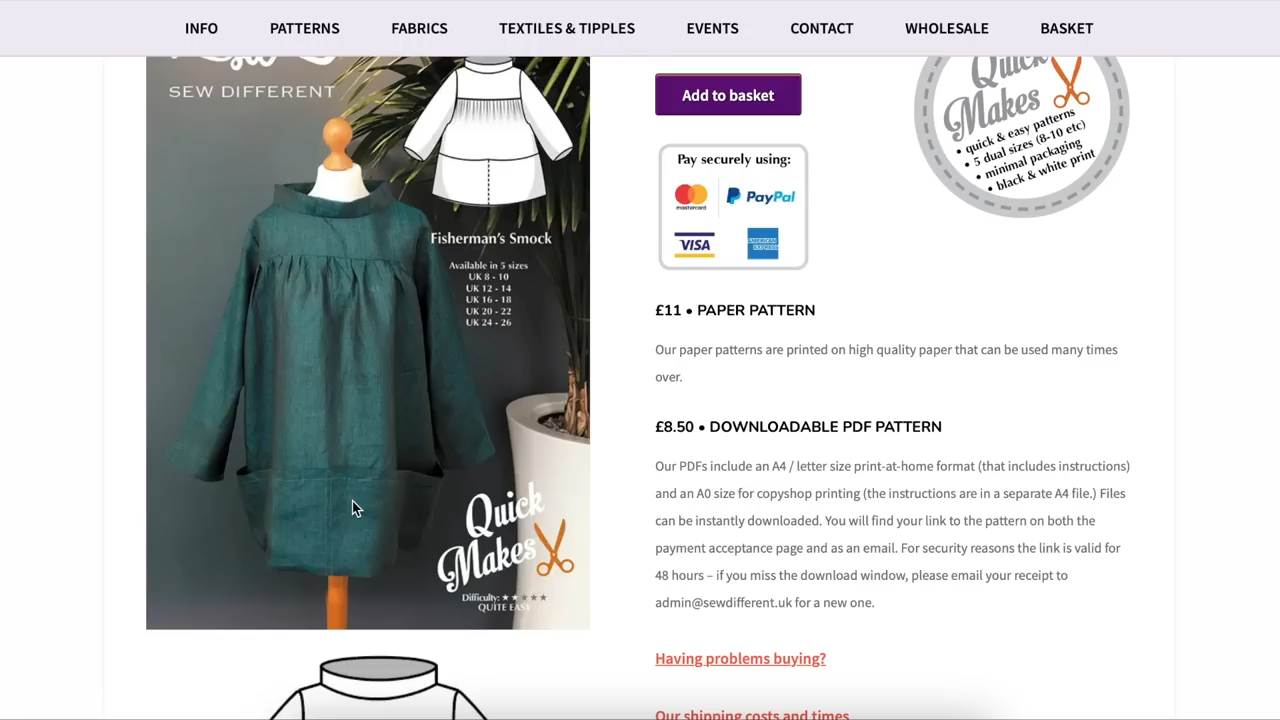 INFO PATTERNS FABRICS TEXTILES & TIPPLES EVENTS CONTACT WHOLESALE BASKET
SEW DIFFERENT
Fisherman's Smock
Available in 5 sizes
UK 8 - 10
UK 12 - 14
UK 16 - 18
UK 20 - 22
UK 24 - 26
Quick
Makes
Difficulty: ★★★★★
QUITE EASY
Add to basket
Pay securely using:
mastercard
PayPal
VISA
AMERICAN
EXPRESS
Quick
Makes
• quick & easy patterns
• 5 dual sizes (8-10 etc)
• minimal packaging
• black & white print
£11 • PAPER PATTERN
Our paper patterns are printed on high quality paper that can be used many times
over.
£8.50 • DOWNLOADABLE PDF PATTERN
Our PDFs include an A4 / letter size print-at-home format (that includes instructions)
and an A0 size for copyshop printing (the instructions are in a separate A4 file.) Files
can be instantly downloaded. You will find your link to the pattern on both the
payment acceptance page and as an email. For security reasons the link is valid for
48 hours – if you miss the download window, please email your receipt to
admin@sewdifferent.uk for a new one.
Having problems buying?
Our shipping costs and times